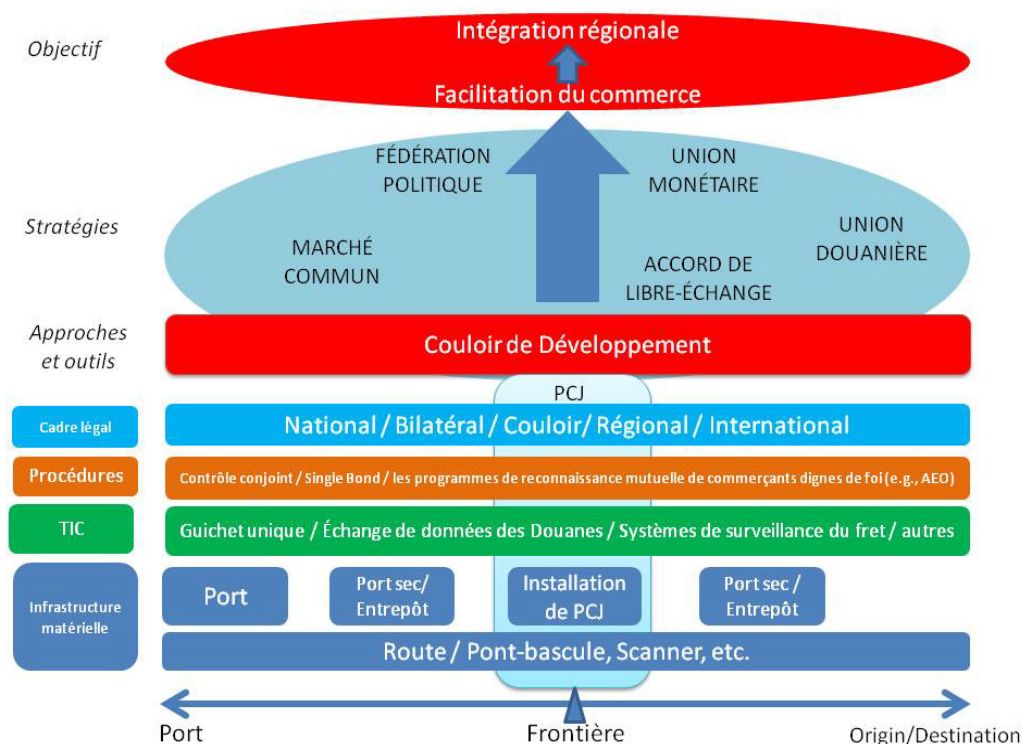 Objectif
Intégration régionale
Facilitation du commerce
Stratégies
FÉDÉRATION
POLITIQUE
UNION
MONÉTAIRE
UNION
DOUANIÈRE
MARCHÉ
COMMUN
ACCORD DE
LIBRE-ÉCHANGE
Approches
et outils
Couloir de Développement
PCJ
Cadre légal
National / Bilatéral / Couloir/ Régional / International
Procédures
Contrôle conjoint / Single Bond / les programmes de reconnaissance mutuelle de commerçants dignes de foi (e.g., AEO)
TIC
Guichet unique / Échange de données des Douanes / Systèmes de surveillance du fret / autres
Infrastructure
matérielle
Port
Port sec/
Entrepôt
Installation
de PCJ
Port sec /
Entrepôt
Route / Pont-bascule, Scanner, etc.
Port
Frontière
Origin/Destination